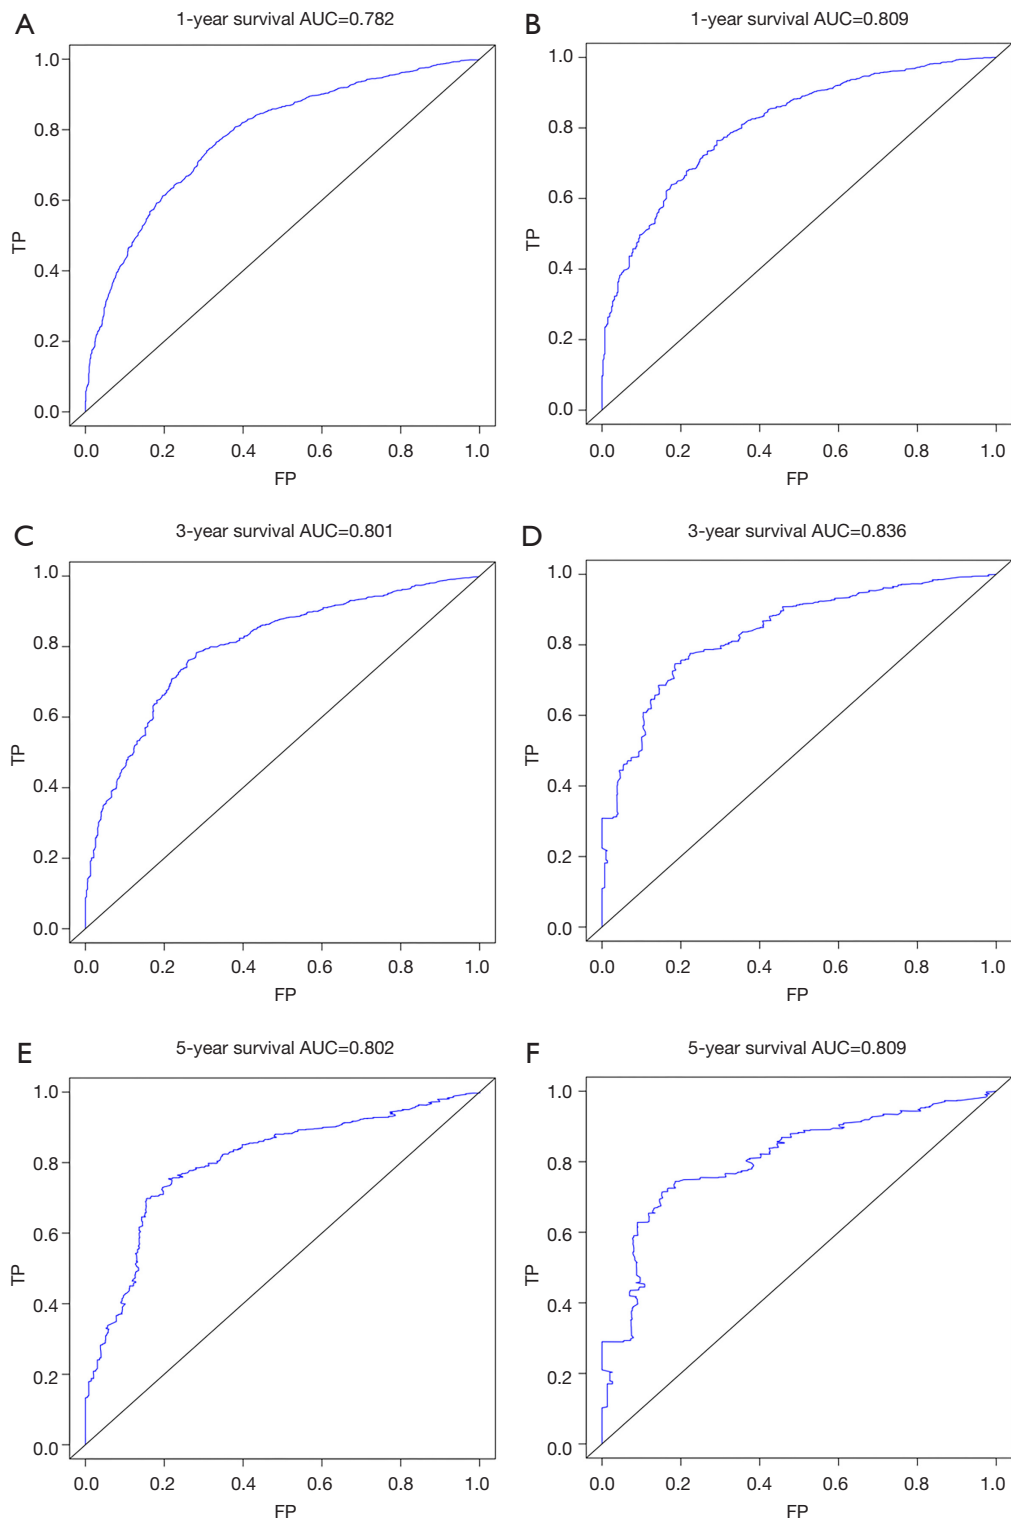 A
1-year survival AUC=0.782
1.0
0.8
0.6
0.4
0.2
0.0
TP
0.0 0.2 0.4 0.6 0.8 1.0
FP
B
1-year survival AUC=0.809
1.0
0.8
0.6
0.4
0.2
0.0
TP
0.0 0.2 0.4 0.6 0.8 1.0
FP
C
3-year survival AUC=0.801
1.0
0.8
0.6
0.4
0.2
0.0
TP
0.0 0.2 0.4 0.6 0.8 1.0
FP
D
3-year survival AUC=0.836
1.0
0.8
0.6
0.4
0.2
0.0
TP
0.0 0.2 0.4 0.6 0.8 1.0
FP
E
5-year survival AUC=0.802
1.0
0.8
0.6
0.4
0.2
0.0
TP
0.0 0.2 0.4 0.6 0.8 1.0
FP
F
5-year survival AUC=0.809
1.0
0.8
0.6
0.4
0.2
0.0
TP
0.0 0.2 0.4 0.6 0.8 1.0
FP